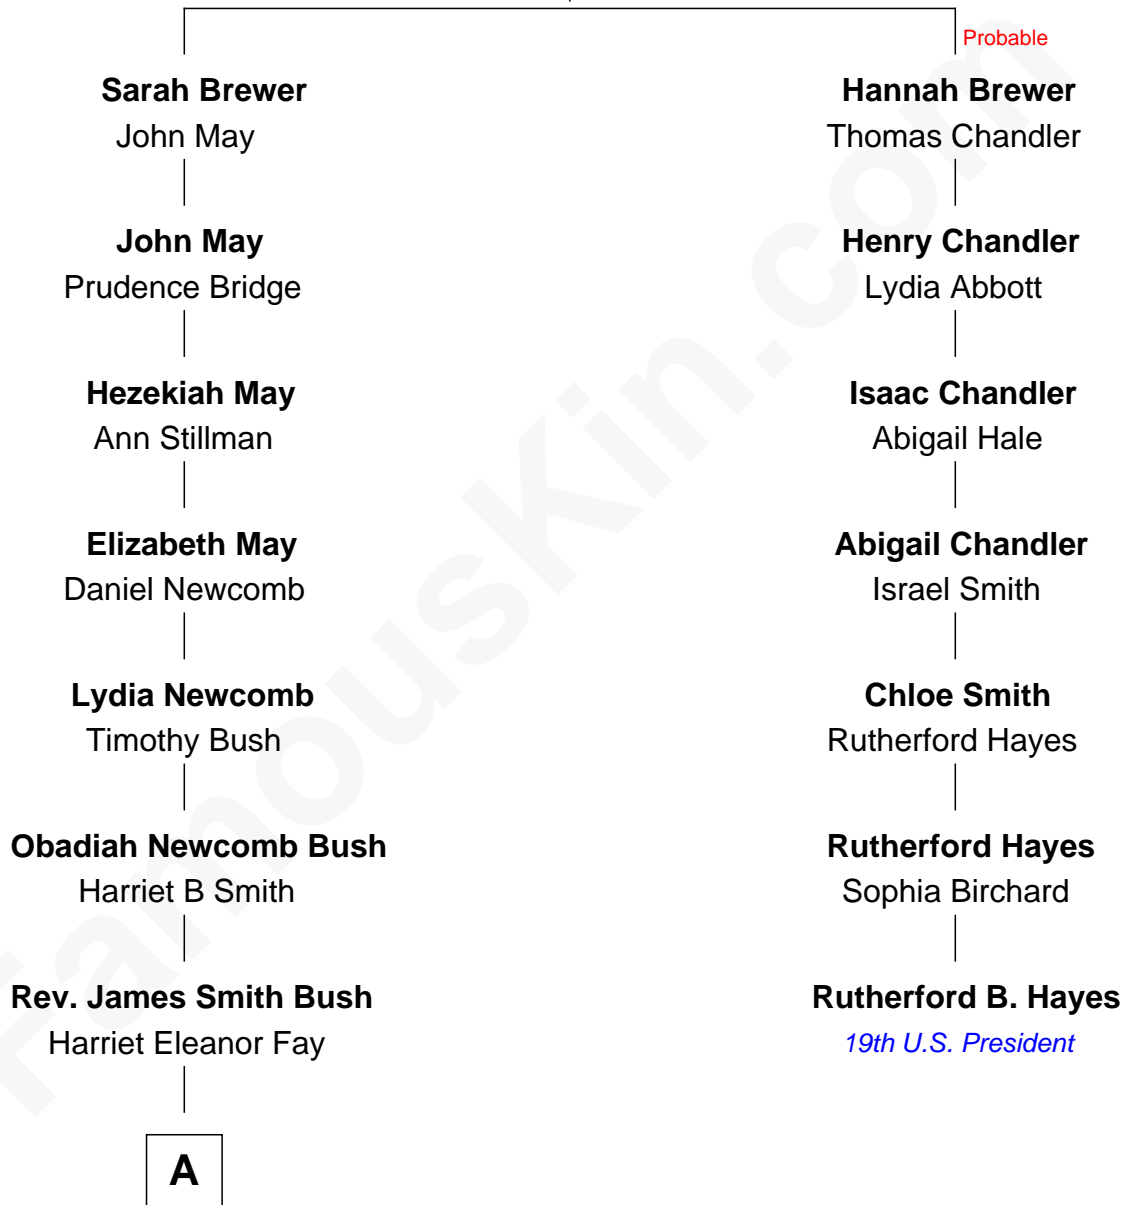 Probable
Sarah Brewer
John May
John May
Prudence Bridge
Hezekiah May
Ann Stillman
Elizabeth May
Daniel Newcomb
Lydia Newcomb
Timothy Bush
Obadiah Newcomb Bush
Harriet B Smith
Rev. James Smith Bush
Harriet Eleanor Fay
A
Hannah Brewer
Thomas Chandler
Henry Chandler
Lydia Abbott
Isaac Chandler
Abigail Hale
Abigail Chandler
Israel Smith
Chloe Smith
Rutherford Hayes
Rutherford Hayes
Sophia Birchard
Rutherford B. Hayes
19th U.S. President
FamousKin.com